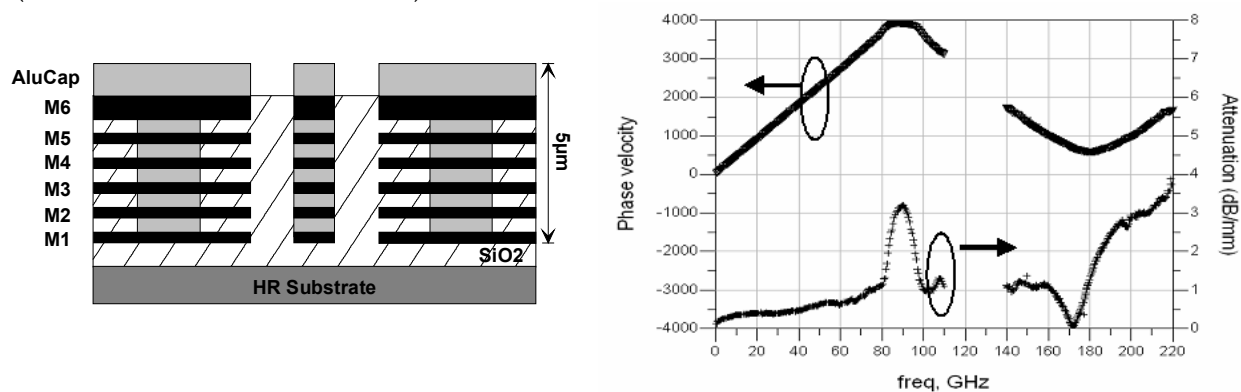 AluCap
M6
M5
M4
M3
M2
M1
5µm
SiO2
HR Substrate
Phase velocity
4000
3000
2000
1000
0
-1000
-2000
-3000
-4000
8
7
6
5
4
3
2
1
0
Attenuation (dB/mm)
0 20 40 60 80 100 120 140 160 180 200 220
freq, GHz